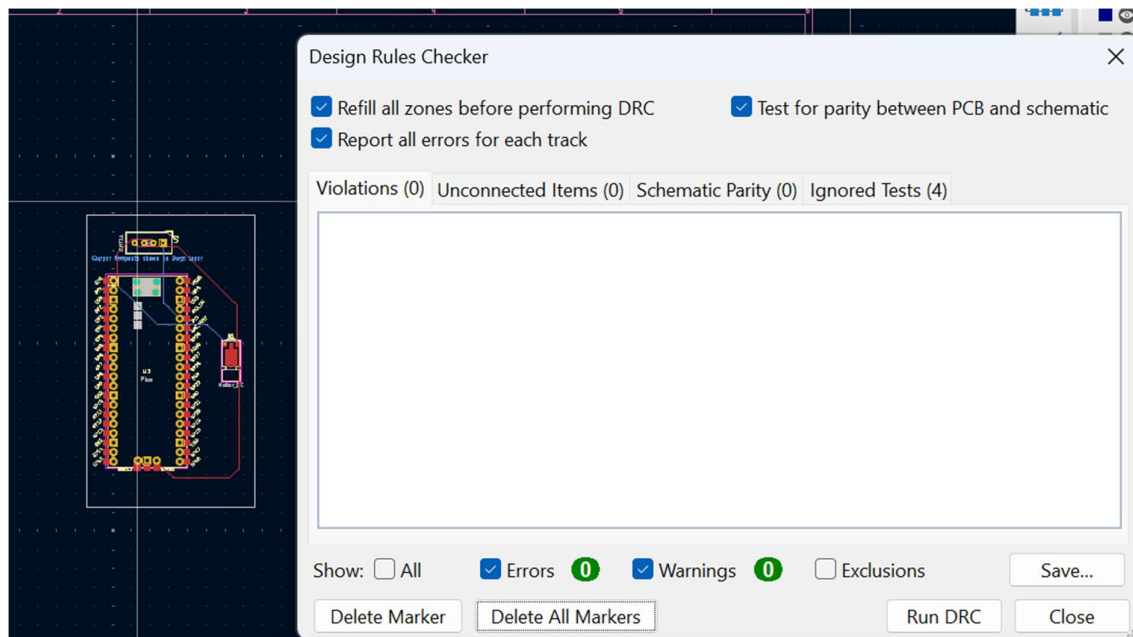 Design Rules Checker
Refill all zones before performing DRC
Test for parity between PCB and schematic
Report all errors for each track
Violations (0)
Unconnected Items (0)
Schematic Parity (0)
Ignored Tests (4)
Show:
All
Errors
0
Warnings
0
Exclusions
Save...
Delete Marker
Delete All Markers
Run DRC
Close
U3
Pico